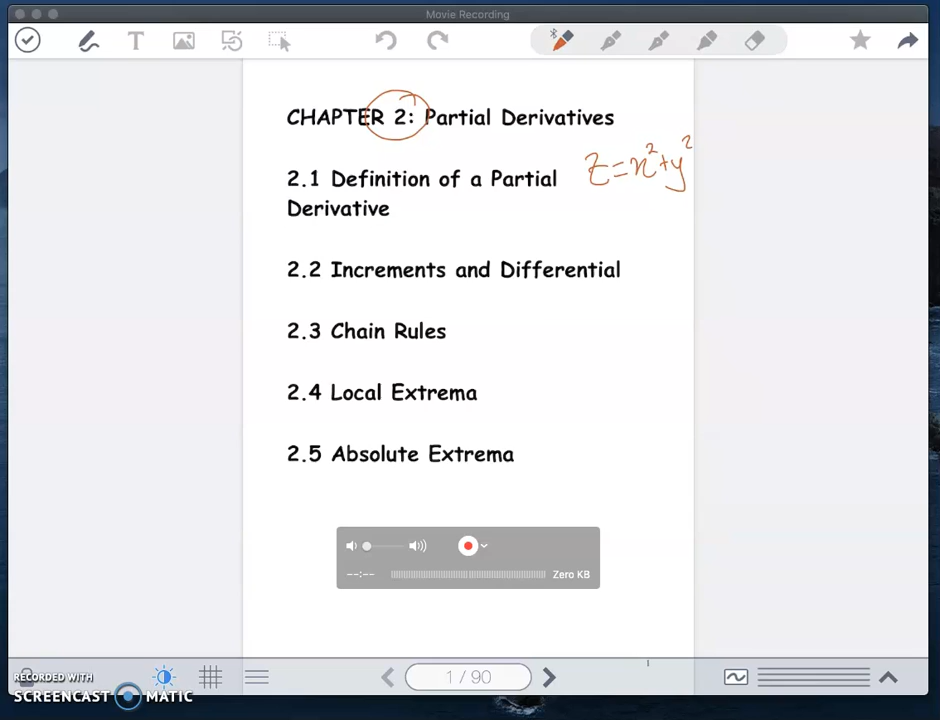 Movie Recording
T
CHAPTER 2: Partial Derivatives
z=x²+y²
2.1 Definition of a Partial
Derivative
2.2 Increments and Differential
2.3 Chain Rules
2.4 Local Extrema
2.5 Absolute Extrema
--:-- Zero KB
1 / 90
RECORDED WITH
SCREENCAST MATIC